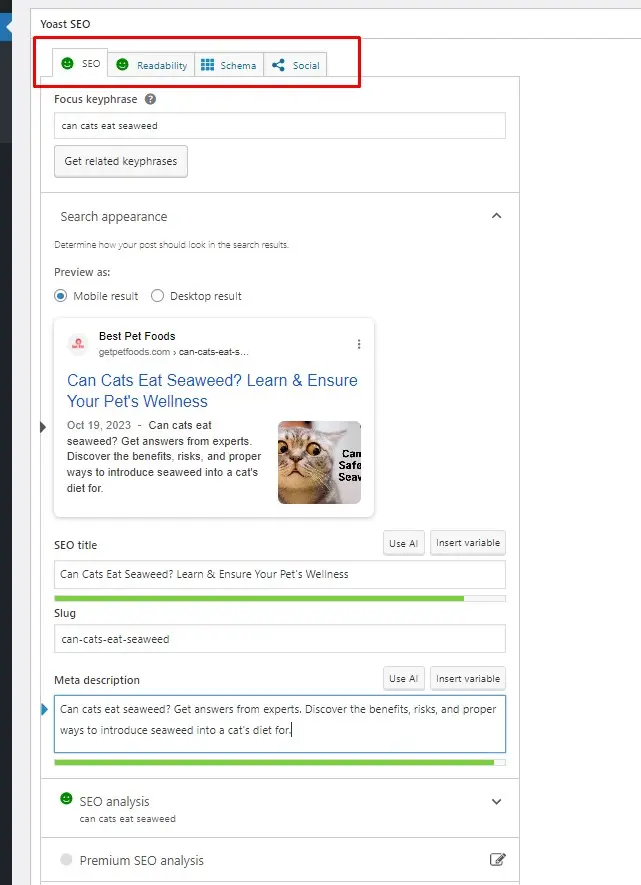 Yoast SEO
SEO
Readability
Schema
Social
Focus keyphrase
can cats eat seaweed
Get related keyphrases
Search appearance
Determine how your post should look in the search results.
Preview as:
Mobile result
Desktop result
Best Pet Foods
getpetfoods.com › can-cats-eat-s...
Can Cats Eat Seaweed? Learn & Ensure
Your Pet's Wellness
Oct 19, 2023 - Can cats eat
seaweed? Get answers from experts.
Discover the benefits, risks, and proper
ways to introduce seaweed into a cat's
diet for.
Can
Safe
Seav
SEO title
Use AI
Insert variable
Can Cats Eat Seaweed? Learn & Ensure Your Pet's Wellness
Slug
can-cats-eat-seaweed
Meta description
Use AI
Insert variable
Can cats eat seaweed? Get answers from experts. Discover the benefits, risks, and proper
ways to introduce seaweed into a cat's diet for.
SEO analysis
can cats eat seaweed
Premium SEO analysis